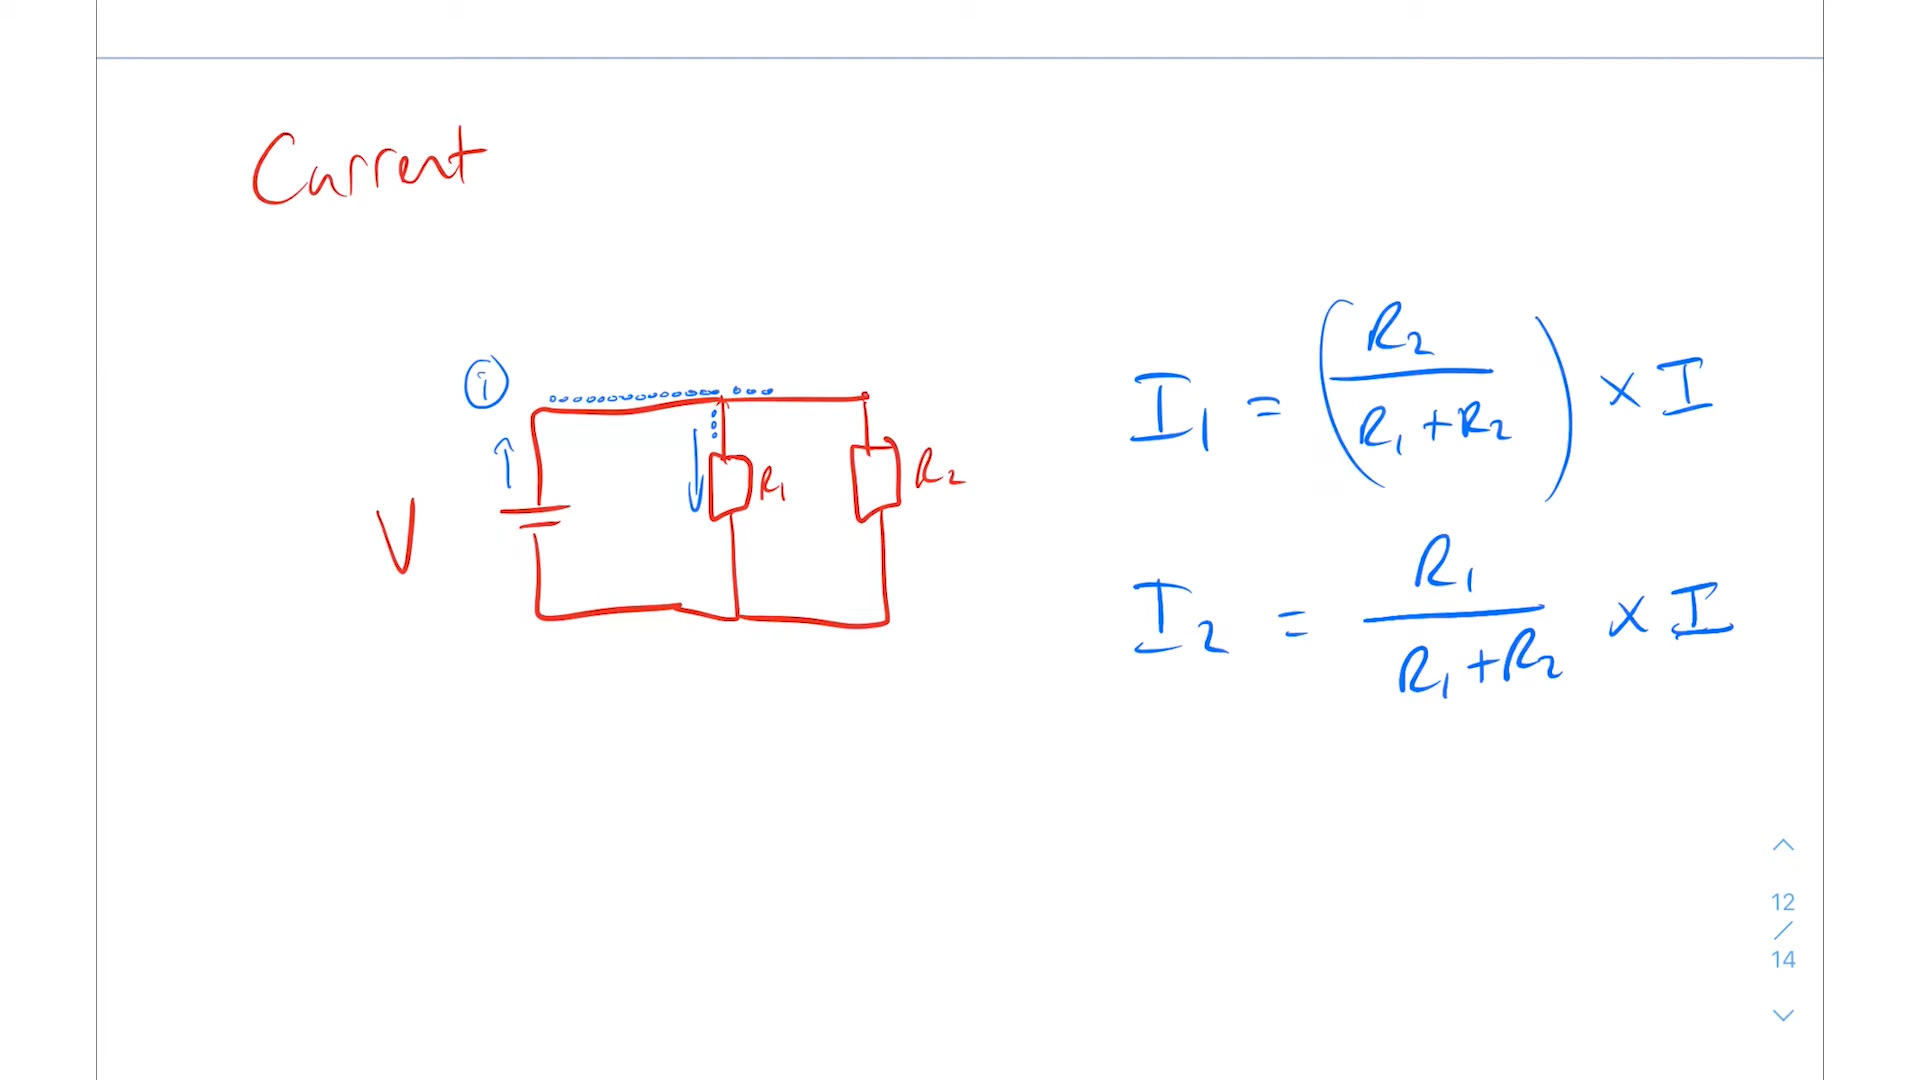 Current
i
V
R₁
R₂
I₁ = (R₂ / (R₁ + R₂)) × I
I₂ = R₁ / (R₁ + R₂) × I
12
/
14